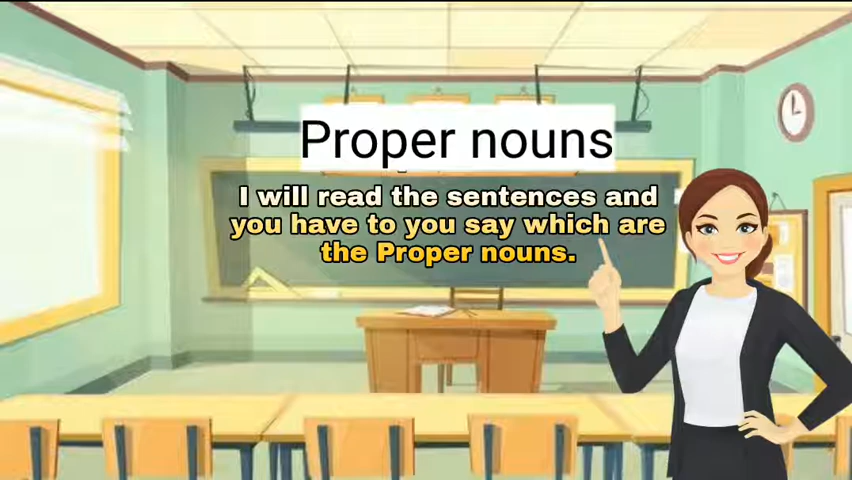 Proper nouns
I will read the sentences and
you have to you say which are
the Proper nouns.